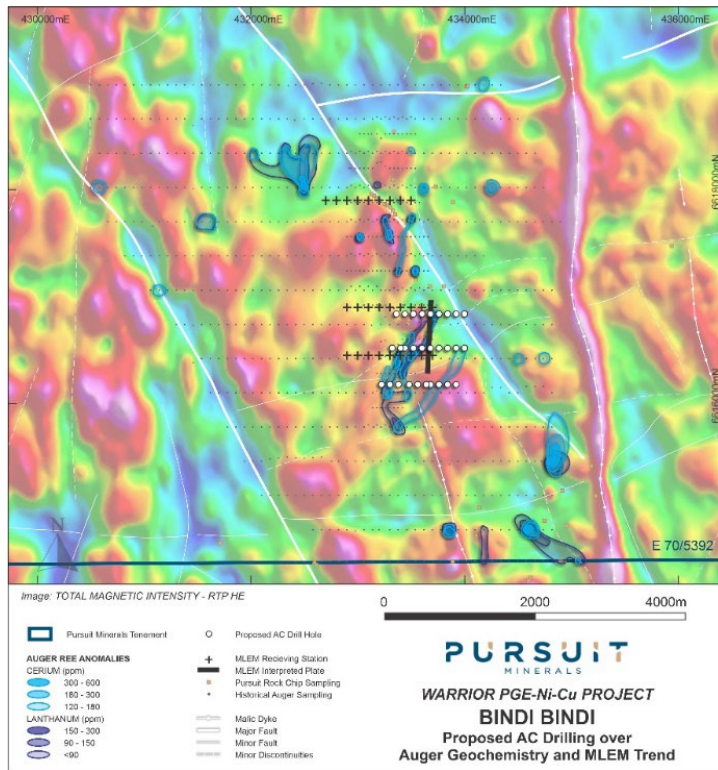 430000mE
432000mE
434000mE
436000mE
6618000mN
6616000mN
N
E 70/5392
Image: TOTAL MAGNETIC INTENSITY - RTP HE
0
2000
4000m
Pursuit Minerals Tenement
AUGER REE ANOMALIES
CERIUM (ppm)
300 - 600
180 - 300
120 - 180
LANTHANUM (ppm)
150 - 300
90 - 150
<90
Proposed AC Drill Hole
MLEM Recieving Station
MLEM Interpreted Plate
Pursuit Rock Chip Sampling
Historical Auger Sampling
Mafic Dyke
Major Fault
Minor Fault
Minor Discontinuities
PURSUIT
MINERALS
WARRIOR PGE-Ni-Cu PROJECT
BINDI BINDI
Proposed AC Drilling over
Auger Geochemistry and MLEM Trend